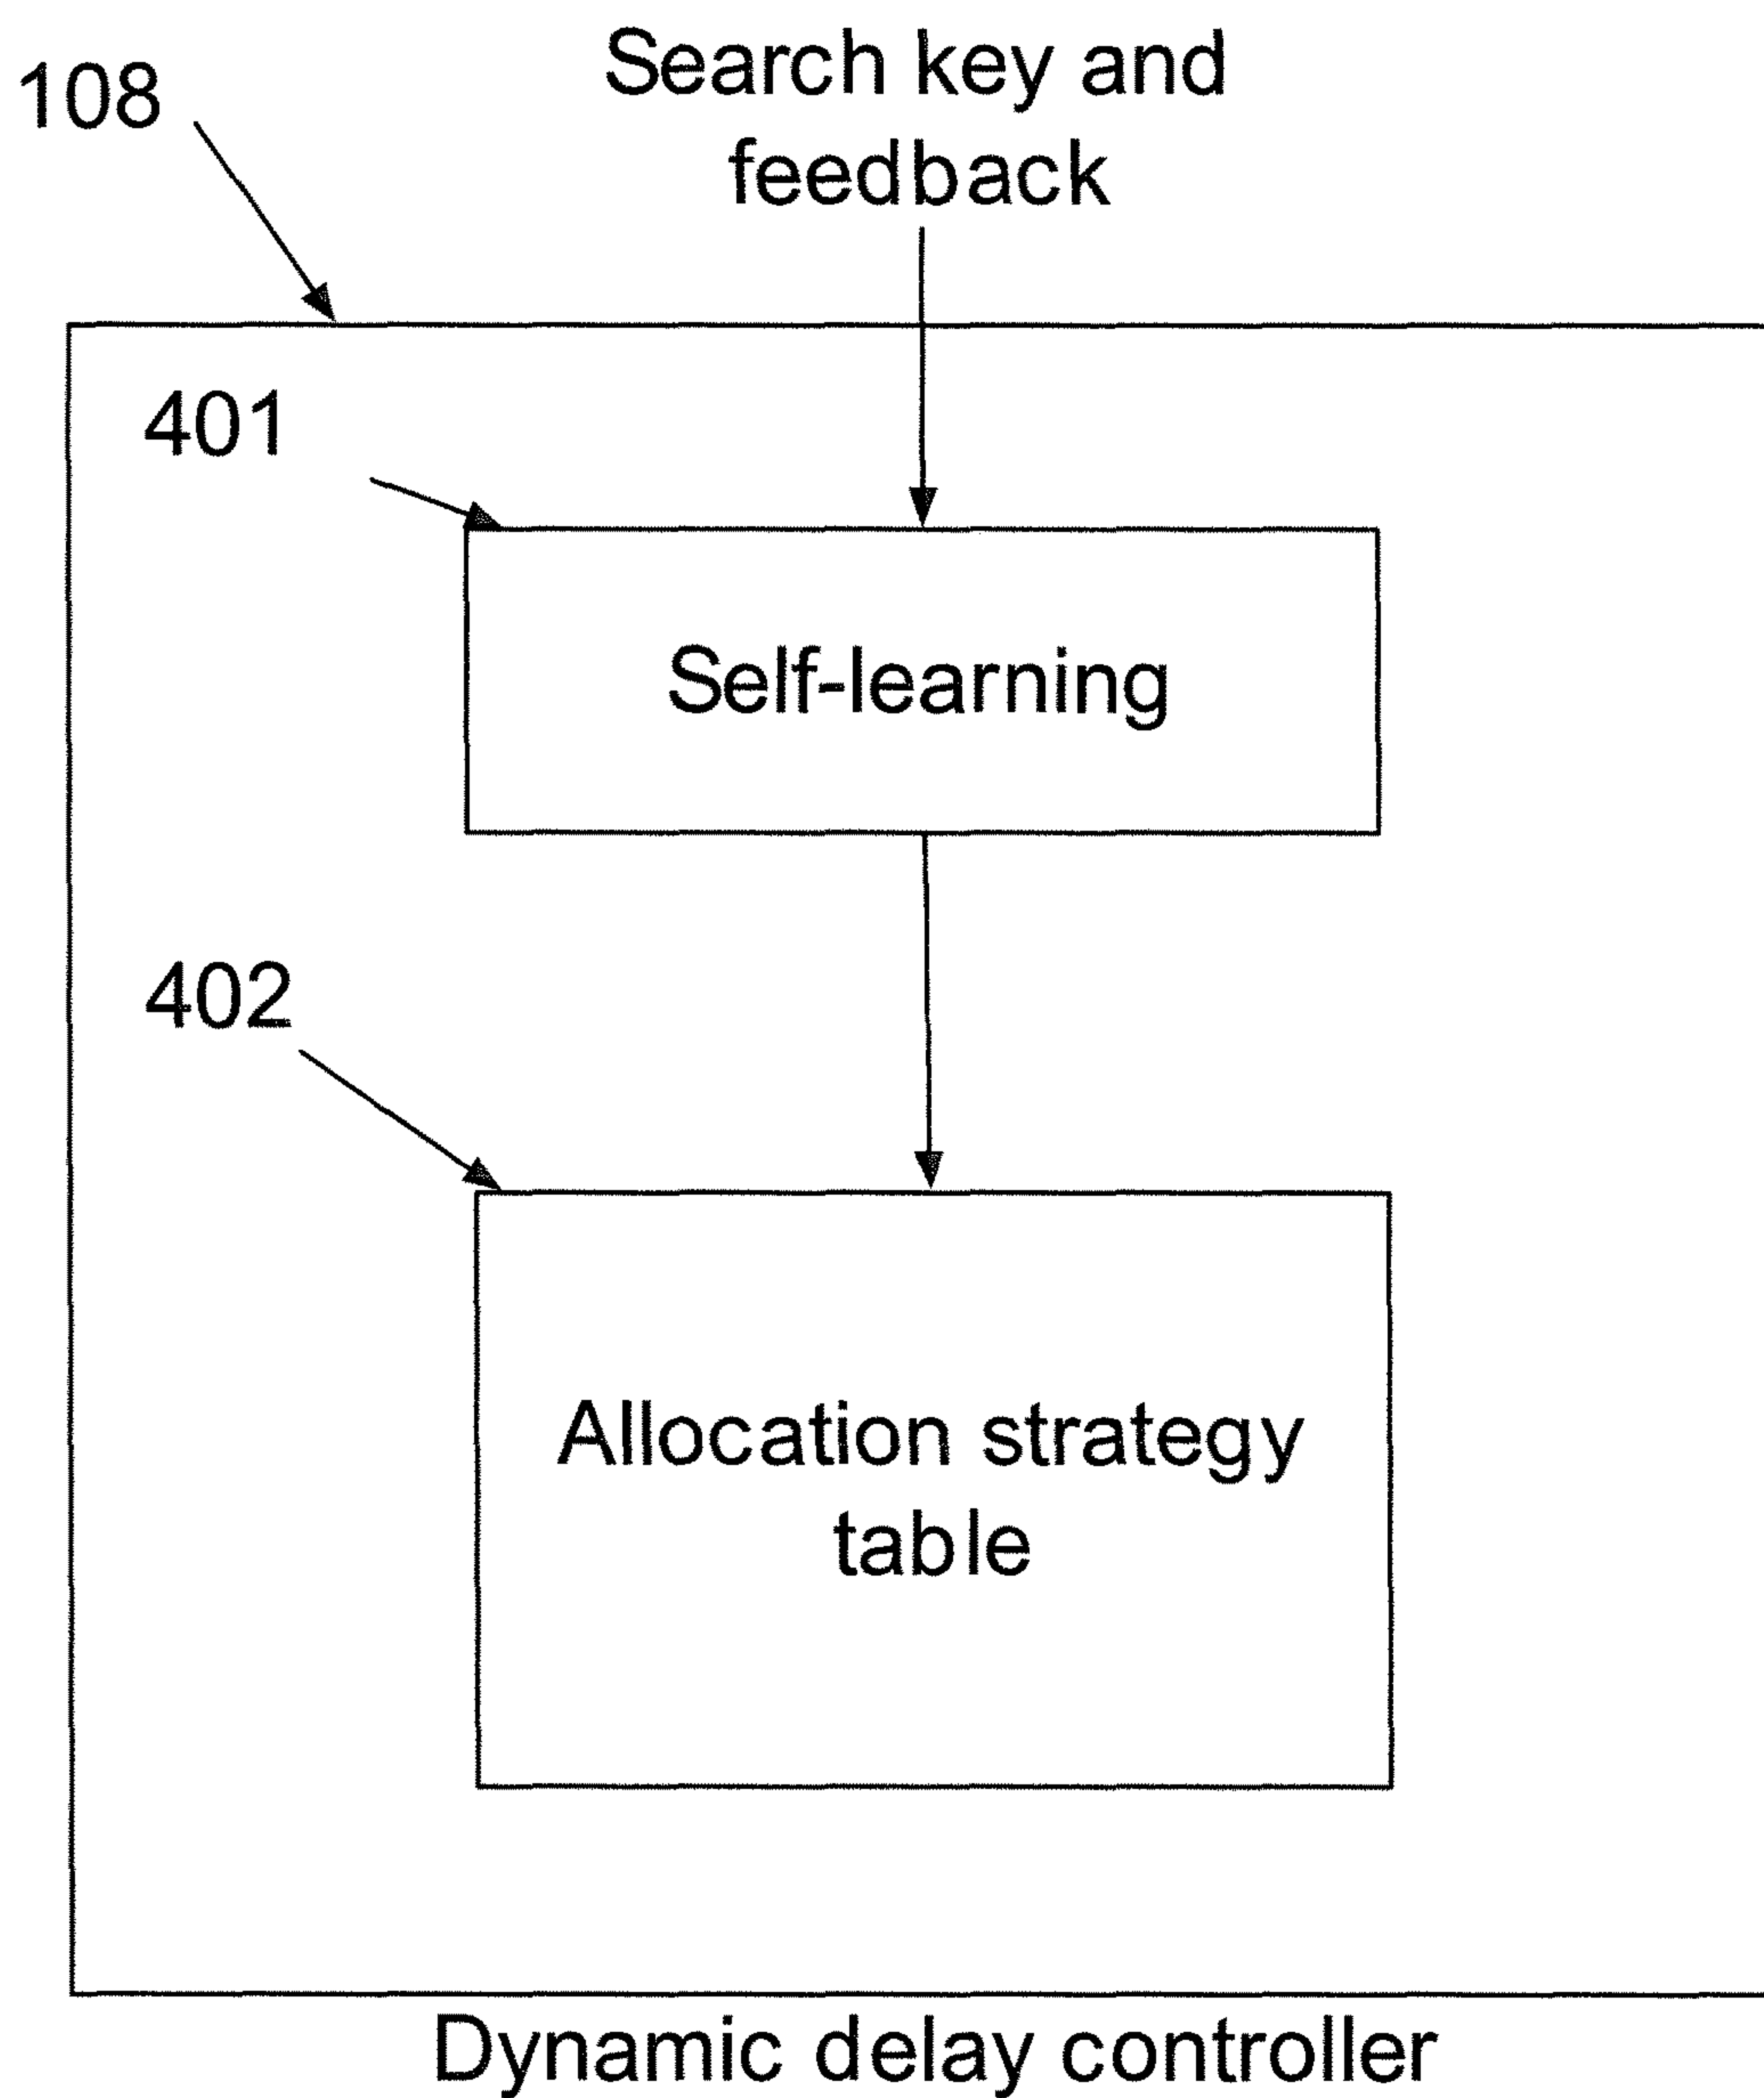 108
Search key and
feedback
401
Self-learning
402
Allocation strategy
table
Dynamic delay controller